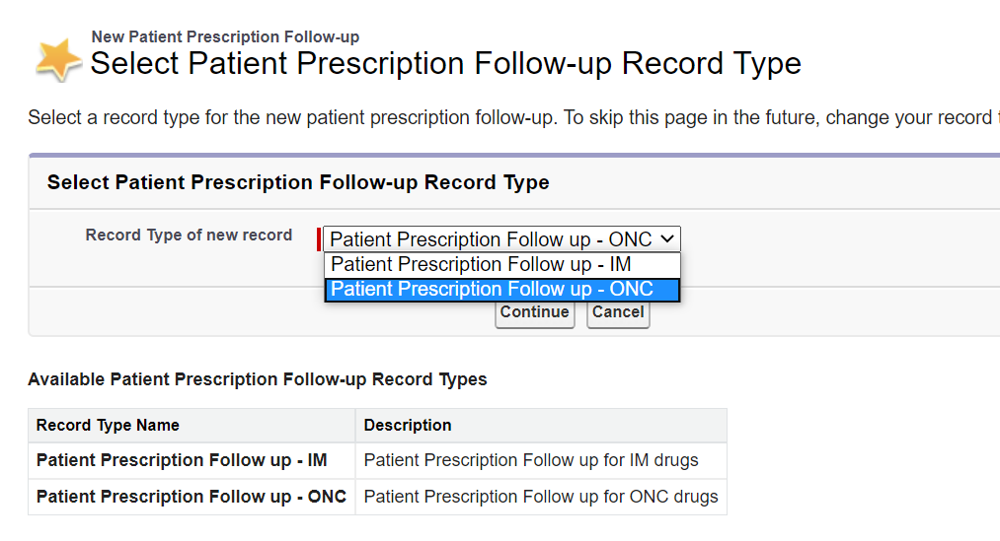 New Patient Prescription Follow-up
Select Patient Prescription Follow-up Record Type
Select a record type for the new patient prescription follow-up. To skip this page in the future, change your record
Select Patient Prescription Follow-up Record Type
Record Type of new record
Patient Prescription Follow up - ONC
Patient Prescription Follow up - IM
Patient Prescription Follow up - ONC
Continue Cancel
Available Patient Prescription Follow-up Record Types
Record Type Name Description
Patient Prescription Follow up - IM Patient Prescription Follow up for IM drugs
Patient Prescription Follow up - ONC Patient Prescription Follow up for ONC drugs